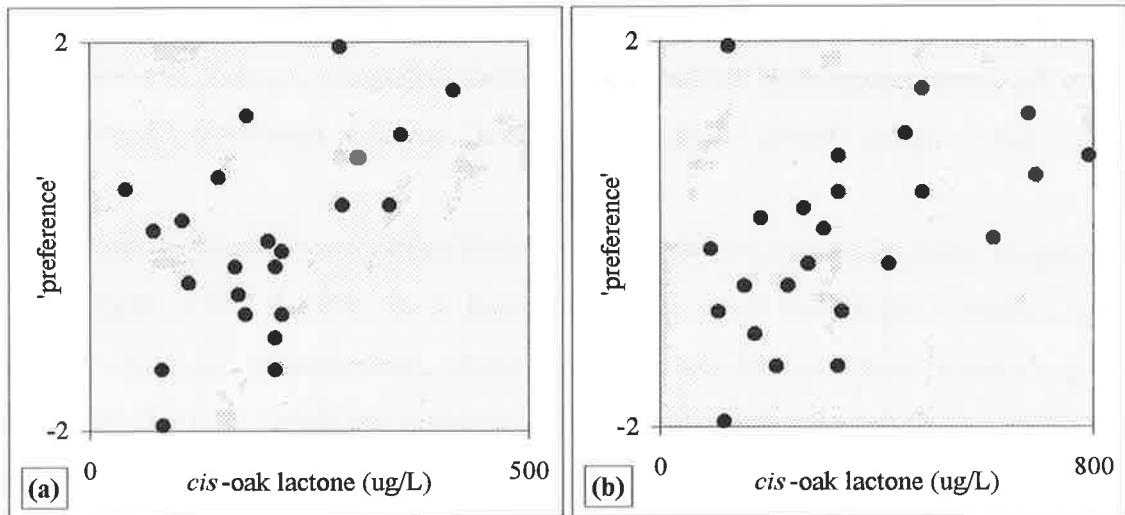 2
'preference'
-2
0
500
(a)
cis-oak lactone (ug/L)
2
'preference'
-2
0
800
(b)
cis-oak lactone (ug/L)